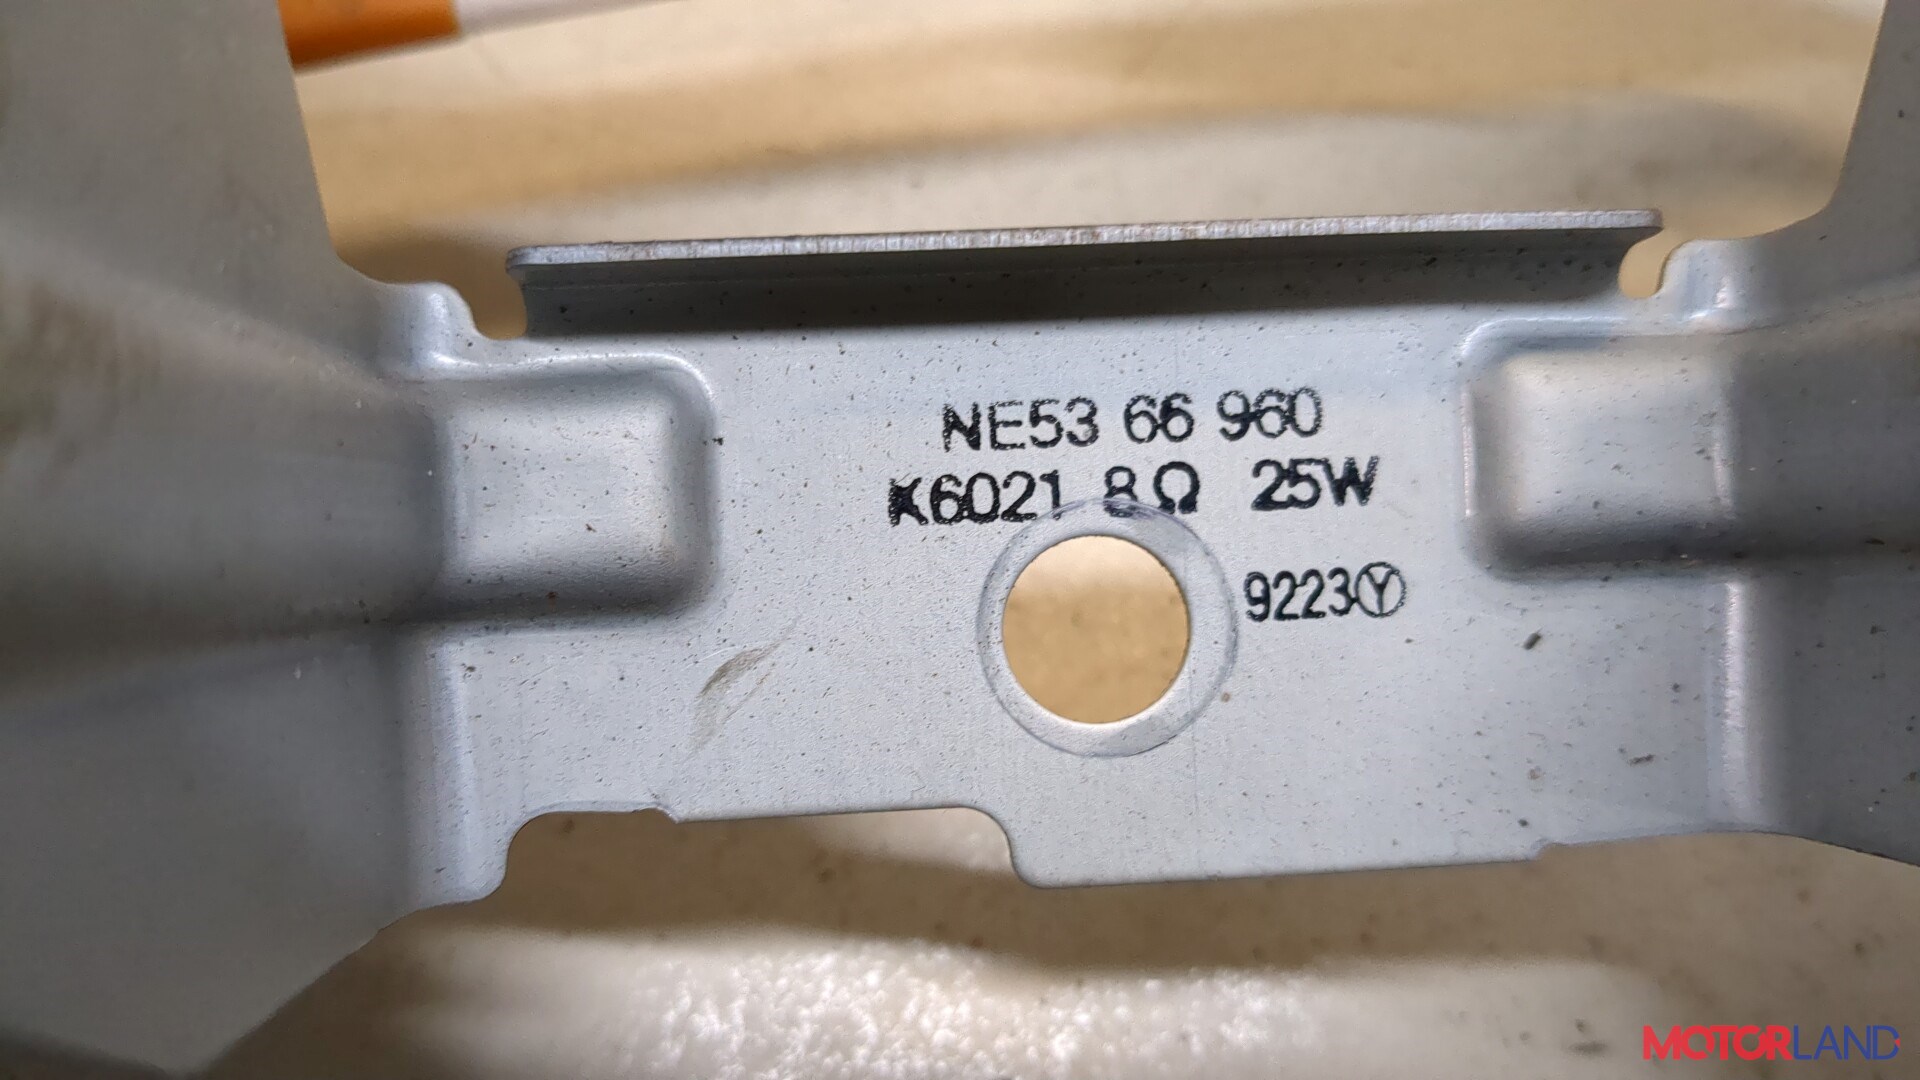 NE53 66 960
K6021 8Ω 25W
9223Ⓨ
MOTORLAND